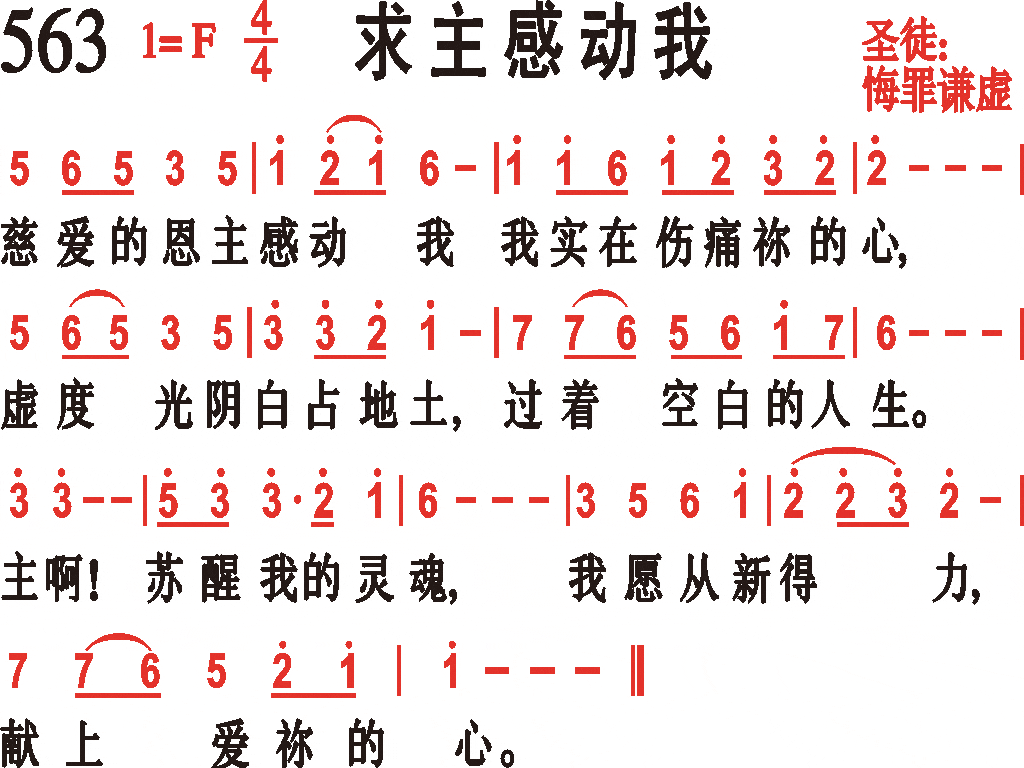 563 1=F 4/4 求主感动我 圣徒：
悔罪谦虚
5 6 5 3 5 | 1̇ 2̇ 1̇ 6 - | 1̇ 1̇ 6 1̇ 2̇ 3̇ 2̇ | 2̇ - - - |
慈爱的恩主感动 我 我实在伤痛祢的心，
5 6 5 3 5 | 3̇ 3̇ 2̇ 1̇ - | 7 7 6 5 6 1̇ 7 | 6 - - - |
虚度 光阴白占地土，过着 空白的人生。
3̇ 3̇ - - | 5̇ 3̇ 3̇· 2̇ 1̇ | 6 - - - | 3 5 6 1̇ | 2̇ 2̇ 3̇ 2̇ - |
主啊！苏醒我的灵魂， 我愿从新得 力，
7 7 6 5 2̇ 1̇ | 1̇ - - - ‖
献上 爱祢的 心。